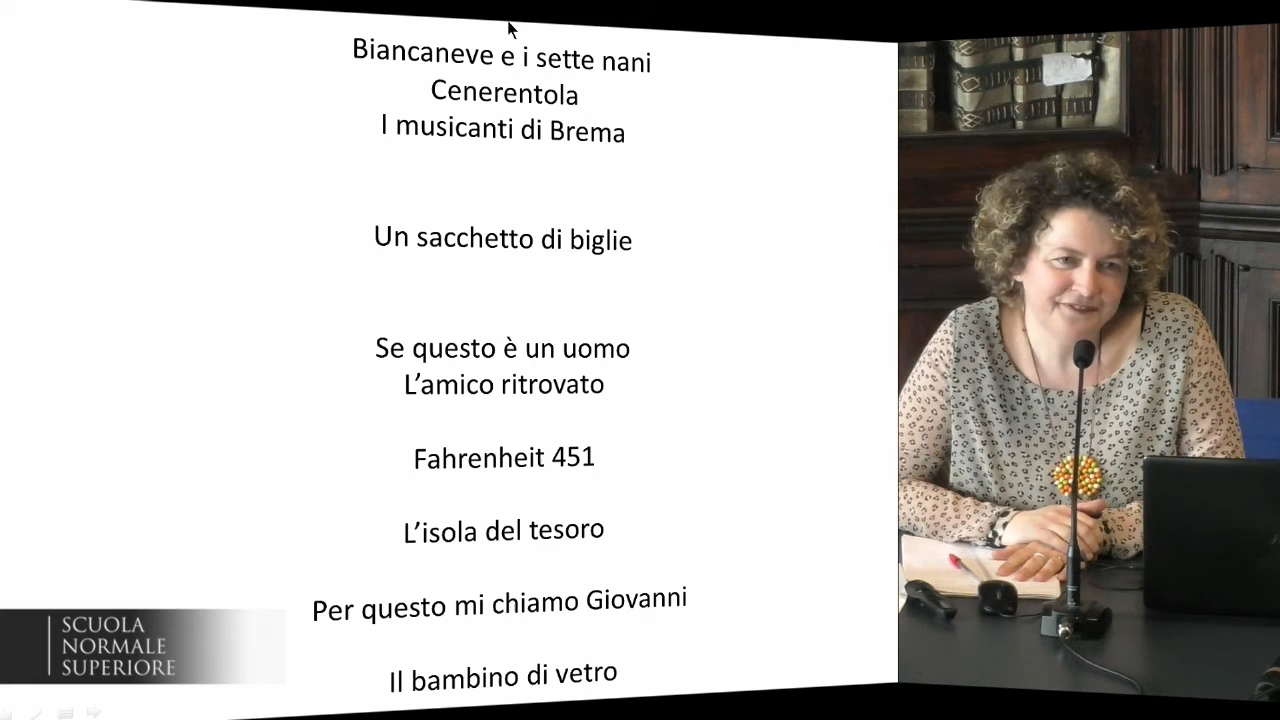 Biancaneve e i sette nani
Cenerentola
I musicanti di Brema
Un sacchetto di biglie
Se questo è un uomo
L’amico ritrovato
Fahrenheit 451
L’isola del tesoro
Per questo mi chiamo Giovanni
Il bambino di vetro
SCUOLA
NORMALE
SUPERIORE